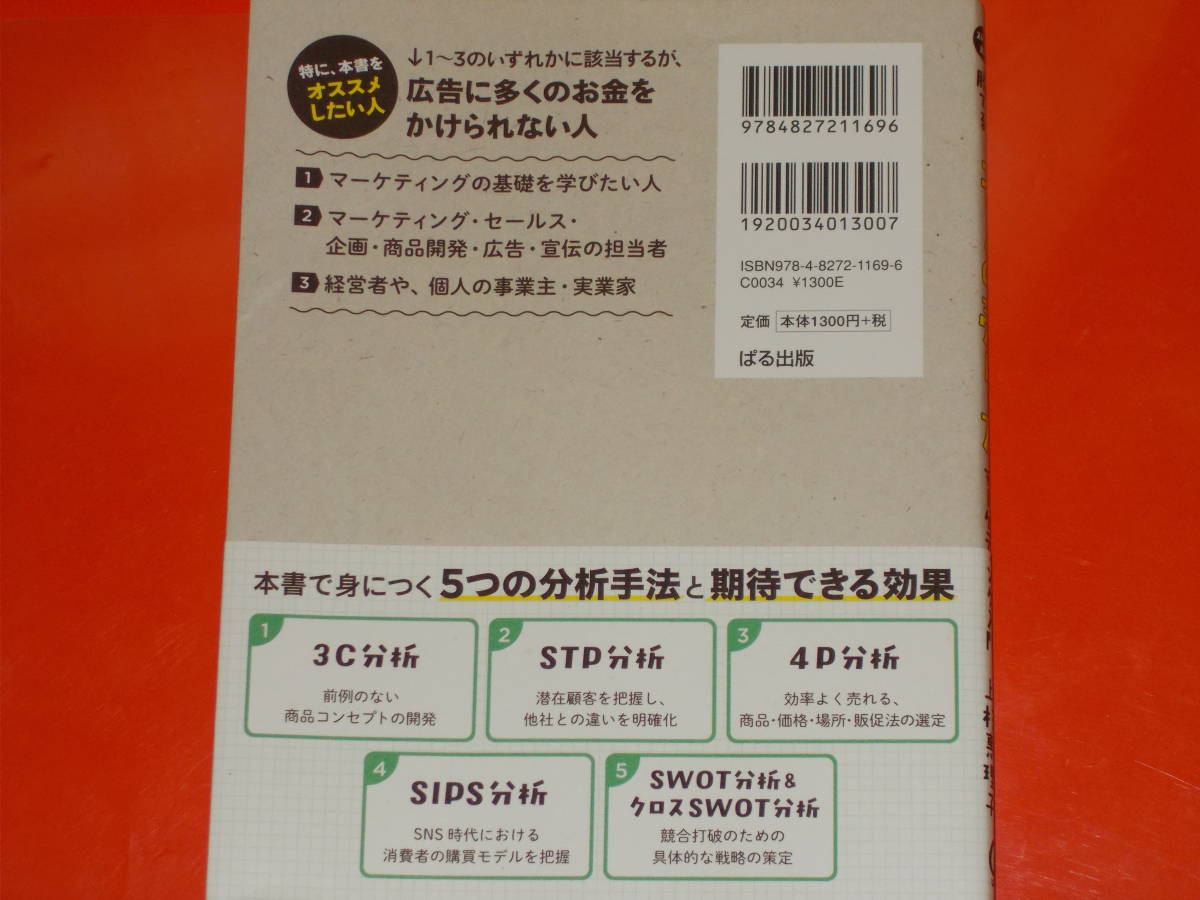 特に、本書を
オススメ
したい人
↓1〜3のいずれかに該当するが、
広告に多くのお金を
かけられない人
1 マーケティングの基礎を学びたい人
2 マーケティング・セールス・
企画・商品開発・広告・宣伝の担当者
3 経営者や、個人の事業主・実業家
9784827211696
1920034013007
ISBN978-4-8272-1169-6
C0034 ¥1300E
定価 本体1300円+税
ぱる出版
本書で身につく5つの分析手法と期待できる効果
1
3C分析
前例のない
商品コンセプトの開発
2
STP分析
潜在顧客を把握し、
他社との違いを明確化
3
4P分析
効率よく売れる、
商品・価格・場所・販促法の選定
4
SIPS分析
SNS時代における
消費者の購買モデルを把握
5
SWOT分析&
クロスSWOT分析
競合打破のための
具体的な戦略の策定